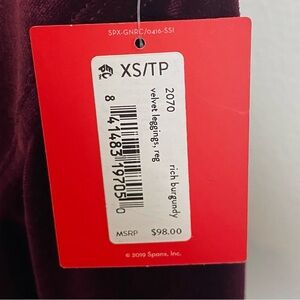 SPX-GNRC/0416-SS1
XS/TP
2070
velvet leggings, reg
rich burgundy
8 41483 19705 0
MSRP $98.00
© 2019 Spanx, Inc.